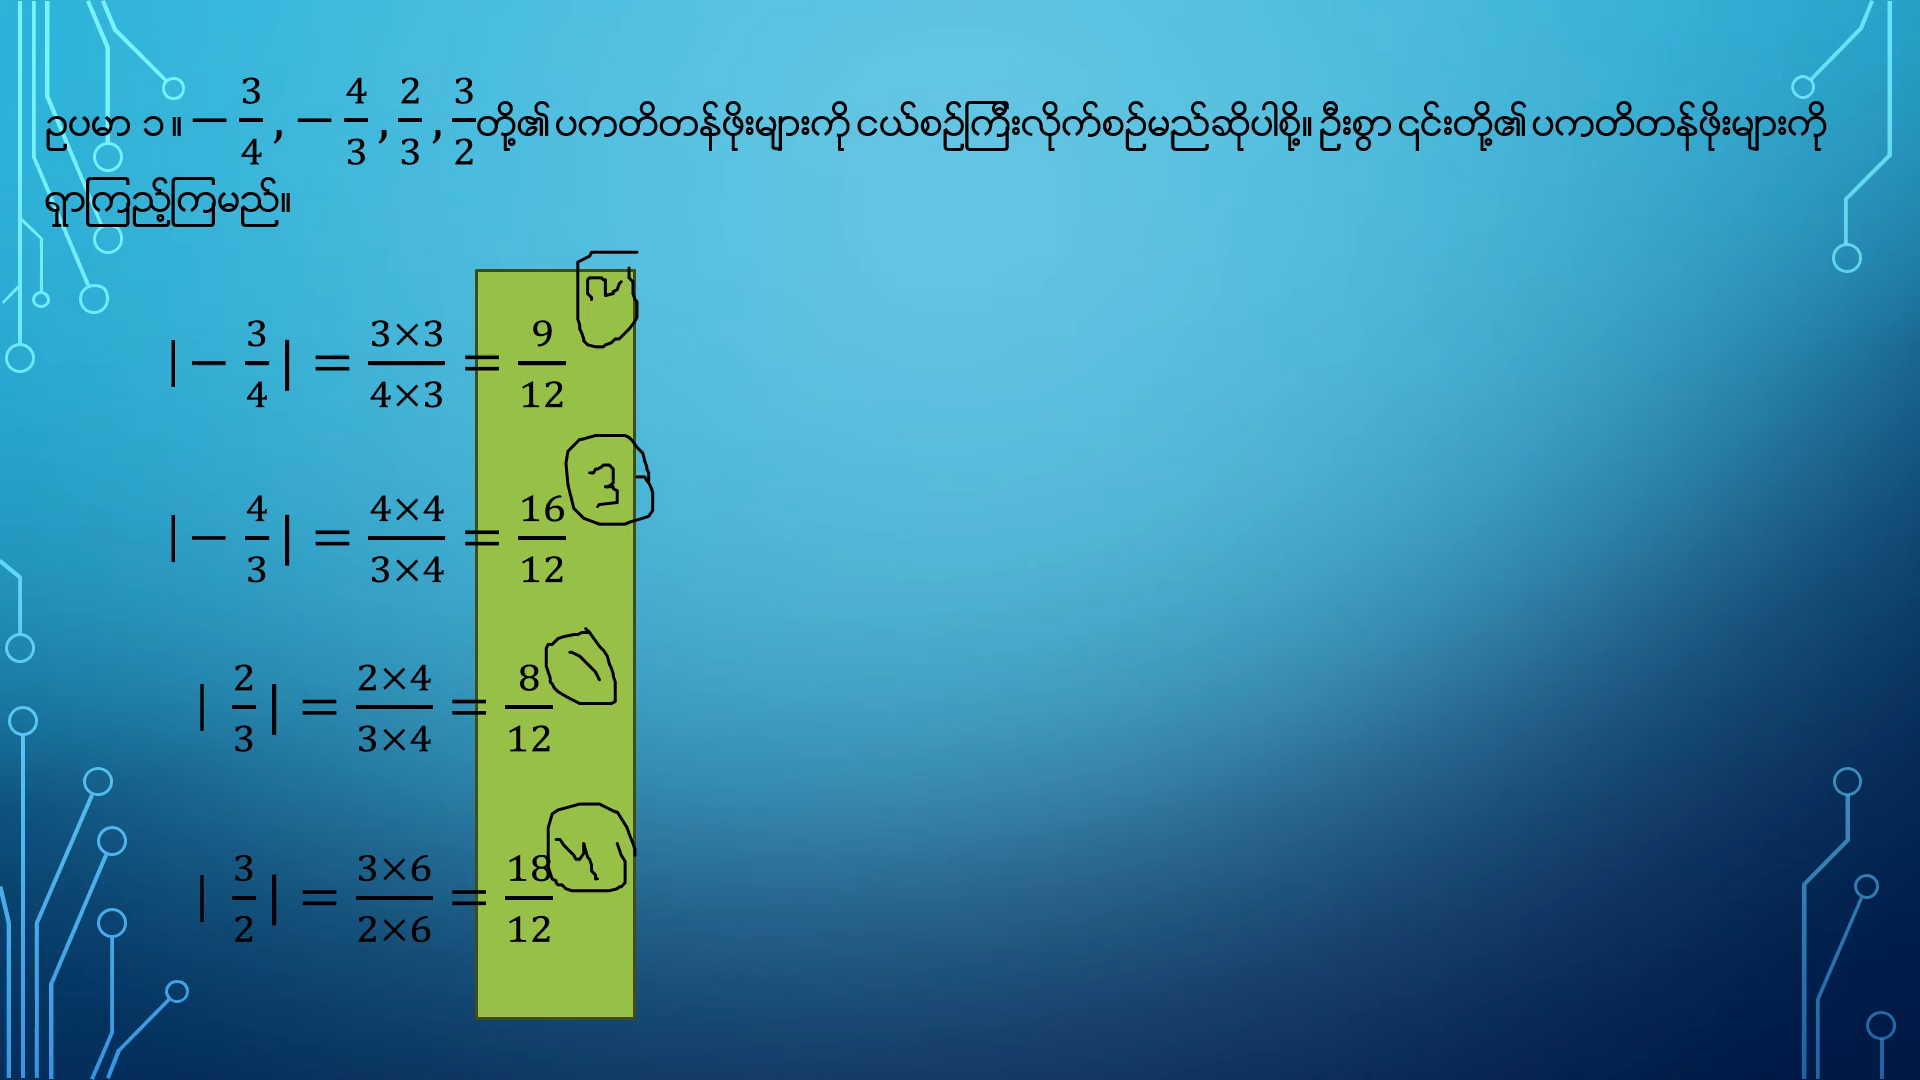 ဥပမာ ၁။ − 3/4 , − 4/3 , 2/3 , 3/2 တို့၏ ပကတိတန်ဖိုးများကို ငယ်စဉ်ကြီးလိုက်စဉ်မည်ဆိုပါစို့။ ဦးစွာ ၎င်းတို့၏ ပကတိတန်ဖိုးများကို
ရှာကြည့်ကြမည်။
2
|− 3/4| = 3×3/4×3 = 9/12
3
|− 4/3| = 4×4/3×4 = 16/12
1
| 2/3| = 2×4/3×4 = 8/12
4
| 3/2| = 3×6/2×6 = 18/12